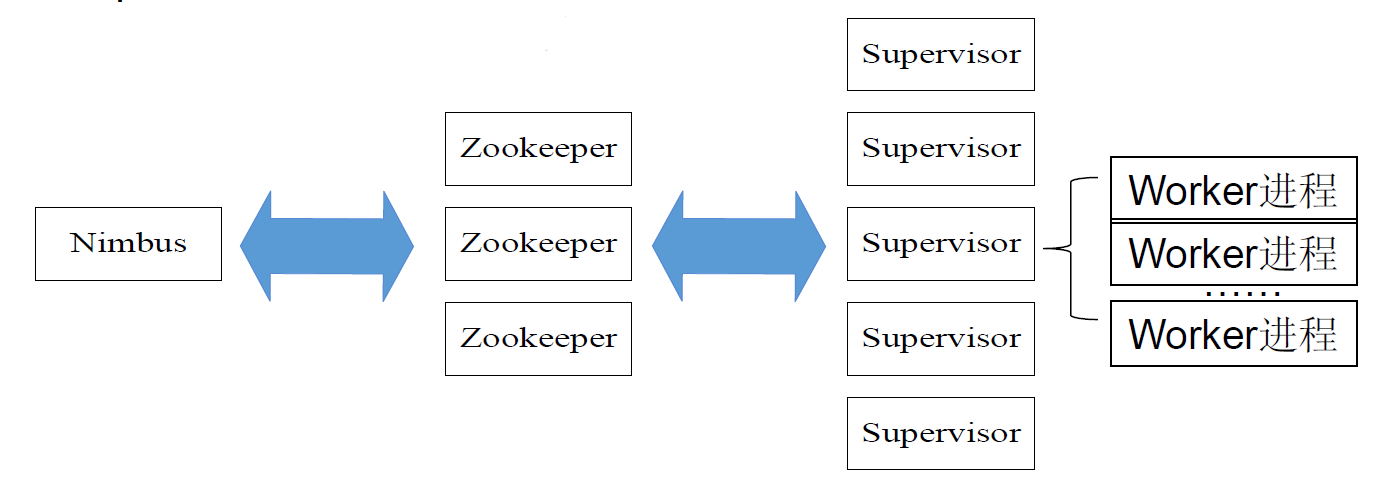 Nimbus
Zookeeper
Zookeeper
Zookeeper
Supervisor
Supervisor
Supervisor
Supervisor
Supervisor
Worker进程
Worker进程
······
Worker进程